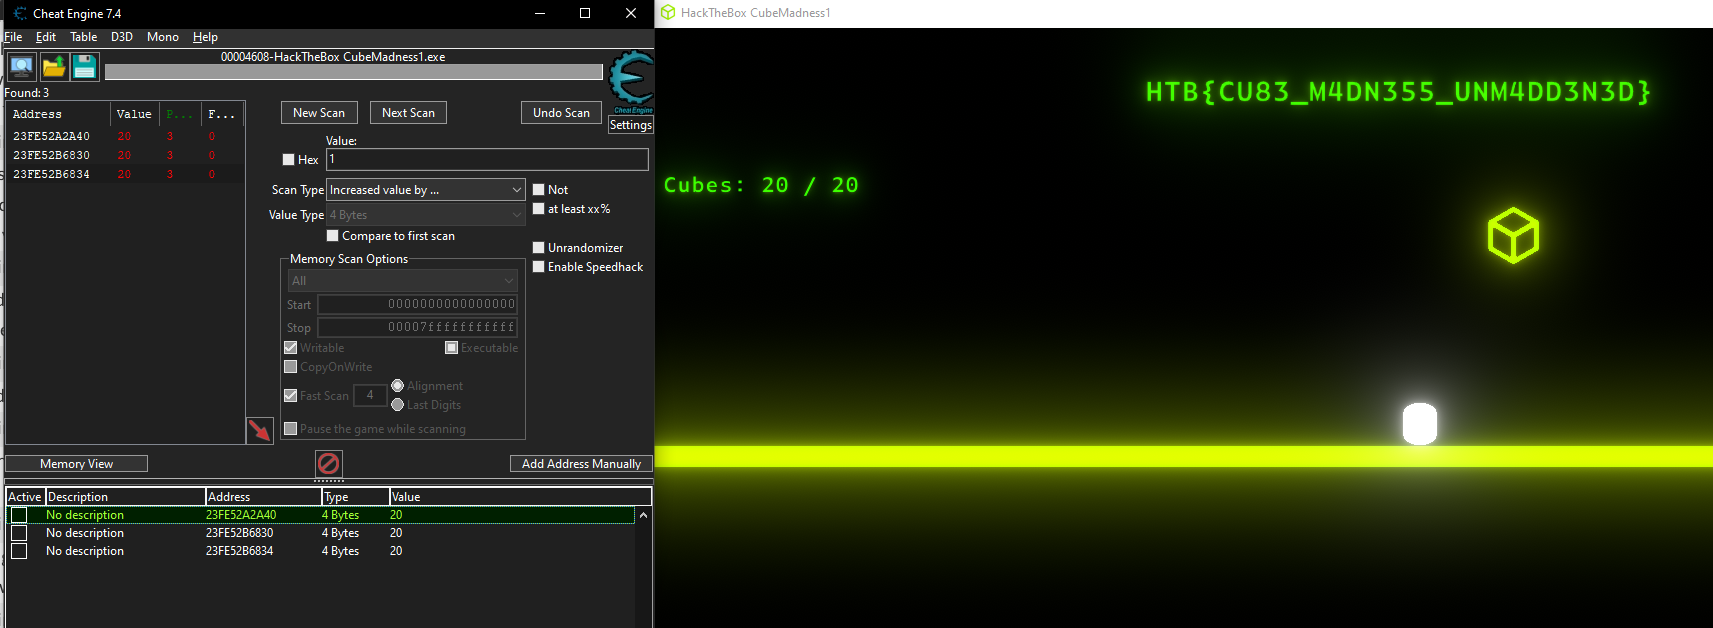 Cheat Engine 7.4
File Edit Table D3D Mono Help
00004608-HackTheBox CubeMadness1.exe
Found: 3
Address Value P... F...
23FE52A2A40 20 3 0
23FE52B6830 20 3 0
23FE52B6834 20 3 0
New Scan Next Scan Undo Scan
Cheat Engine
Settings
Value:
Hex 1
Scan Type Increased value by ... Not
at least xx%
Value Type 4 Bytes
Compare to first scan
Unrandomizer
Enable Speedhack
Memory Scan Options
All
Start 0000000000000000
Stop 00007fffffffffff
Writable Executable
CopyOnWrite
Fast Scan 4 Alignment
Last Digits
Pause the game while scanning
Memory View Add Address Manually
Active Description Address Type Value
No description 23FE52A2A40 4 Bytes 20
No description 23FE52B6830 4 Bytes 20
No description 23FE52B6834 4 Bytes 20
HackTheBox CubeMadness1
HTB{CU83_M4DN355_UNM4DD3N3D}
Cubes: 20 / 20